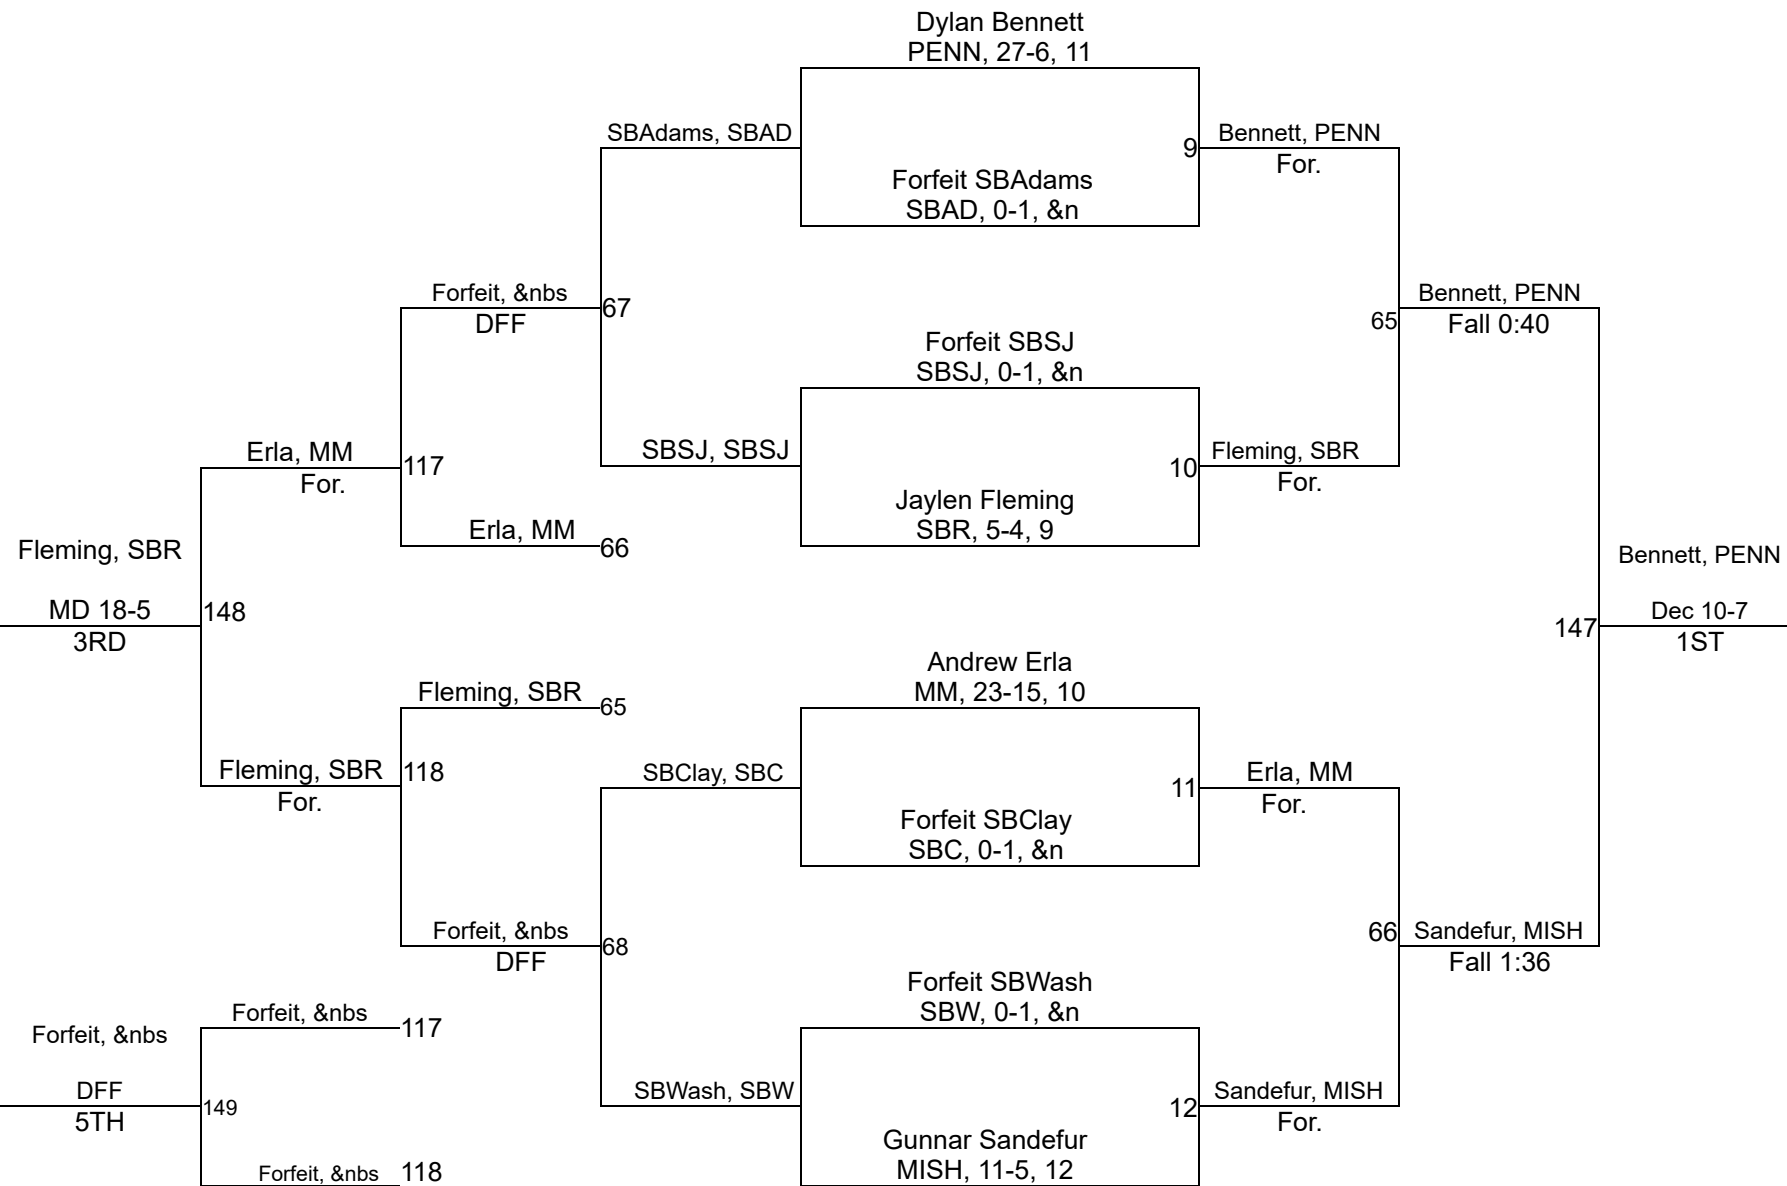 Dylan Bennett
PENN, 27-6, 11
SBAdams, SBAD
9
Bennett, PENN
For.
Forfeit SBAdams
SBAD, 0-1, &n
Forfeit, &nbs
DFF
67
Bennett, PENN
Fall 0:40
65
Forfeit SBSJ
SBSJ, 0-1, &n
Erla, MM
For.
117
SBSJ, SBSJ
10
Fleming, SBR
For.
Jaylen Fleming
SBR, 5-4, 9
Erla, MM
66
Fleming, SBR
MD 18-5
3RD
148
Bennett, PENN
Dec 10-7
1ST
147
Andrew Erla
MM, 23-15, 10
Fleming, SBR
65
Fleming, SBR
For.
118
SBClay, SBC
11
Erla, MM
For.
Forfeit SBClay
SBC, 0-1, &n
Forfeit, &nbs
DFF
68
66
Sandefur, MISH
Fall 1:36
Forfeit SBWash
SBW, 0-1, &n
Forfeit, &nbs
117
Forfeit, &nbs
DFF
5TH
149
SBWash, SBW
12
Sandefur, MISH
For.
Gunnar Sandefur
MISH, 11-5, 12
Forfeit, &nbs
118